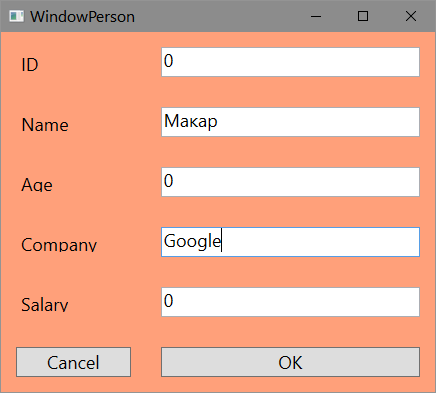 WindowPerson
ID 0
Name Макар
Age 0
Company Google
Salary 0
Cancel OK